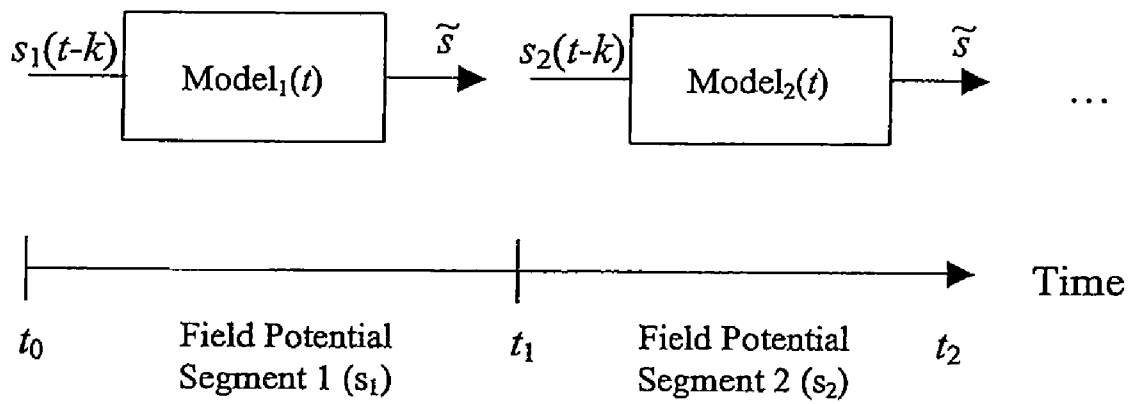 s₁(t-k) Model₁(t) s̃ s₂(t-k) Model₂(t) s̃ ...
Time
t₀ Field Potential Segment 1 (s₁) t₁ Field Potential Segment 2 (s₂) t₂